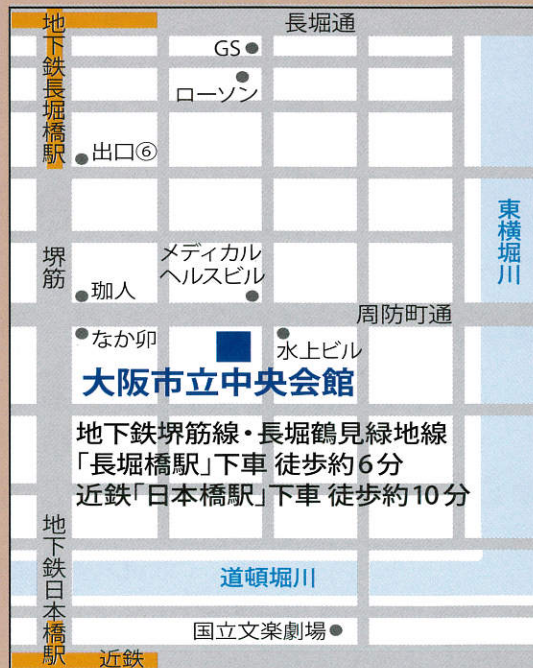 長堀通
地下鉄長堀橋駅
GS
ローソン
出口⑥
東横堀川
堺筋
メディカル
ヘルスビル
珈人
周防町通
なか卯
水上ビル
大阪市立中央会館
地下鉄堺筋線・長堀鶴見緑地線
「長堀橋駅」下車 徒歩約6分
近鉄「日本橋駅」下車 徒歩約10分
地下鉄日本橋駅
道頓堀川
国立文楽劇場
近鉄